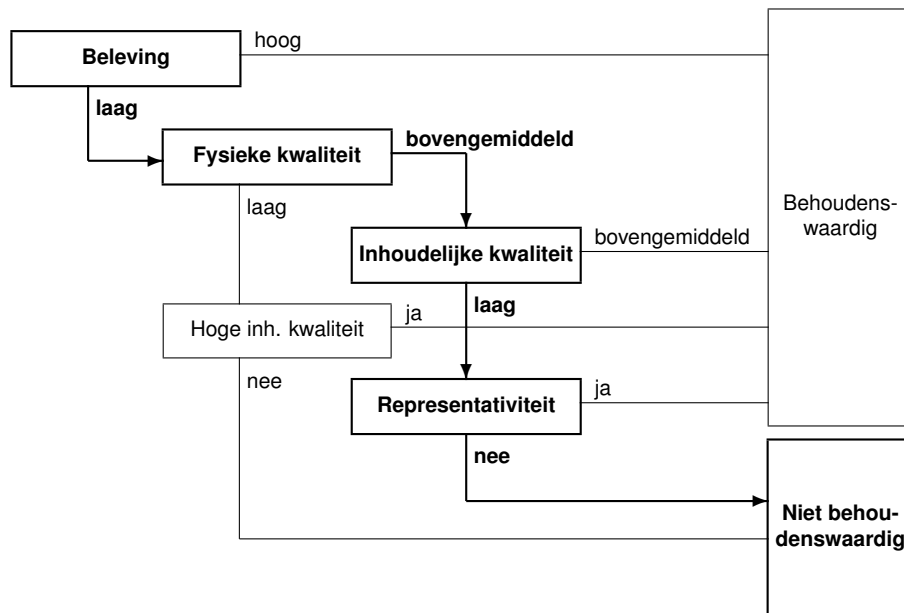 hoog
Beleving
laag
bovengemiddeld
Fysieke kwaliteit
laag
Behoudens-
waardig
bovengemiddeld
Inhoudelijke kwaliteit
laag
ja
Hoge inh. kwaliteit
nee
ja
Representativiteit
nee
Niet behou-
denswaardig